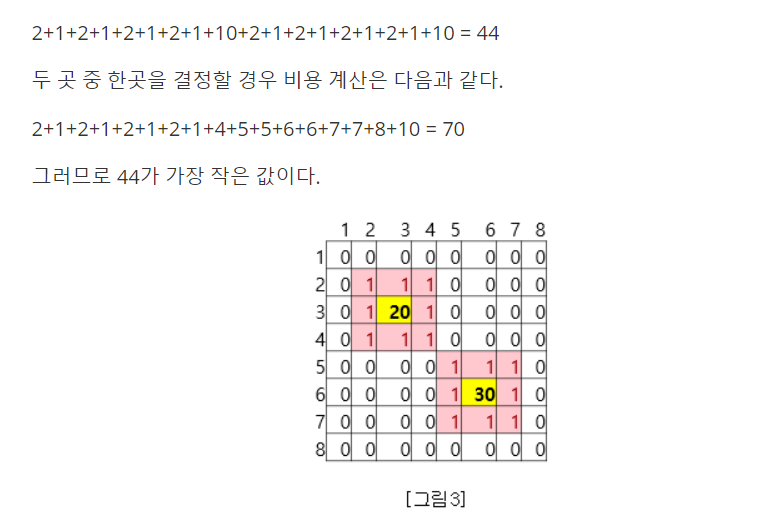 2+1+2+1+2+1+2+1+10+2+1+2+1+2+1+2+1+10 = 44
두 곳 중 한곳을 결정할 경우 비용 계산은 다음과 같다.
2+1+2+1+2+1+2+1+4+5+5+6+6+7+7+8+10 = 70
그러므로 44가 가장 작은 값이다.
1 2 3 4 5 6 7 8
1 0 0 0 0 0 0 0 0
2 0 1 1 1 0 0 0 0
3 0 1 20 1 0 0 0 0
4 0 1 1 1 0 0 0 0
5 0 0 0 0 1 1 1 0
6 0 0 0 0 1 30 1 0
7 0 0 0 0 1 1 1 0
8 0 0 0 0 0 0 0 0
[그림3]